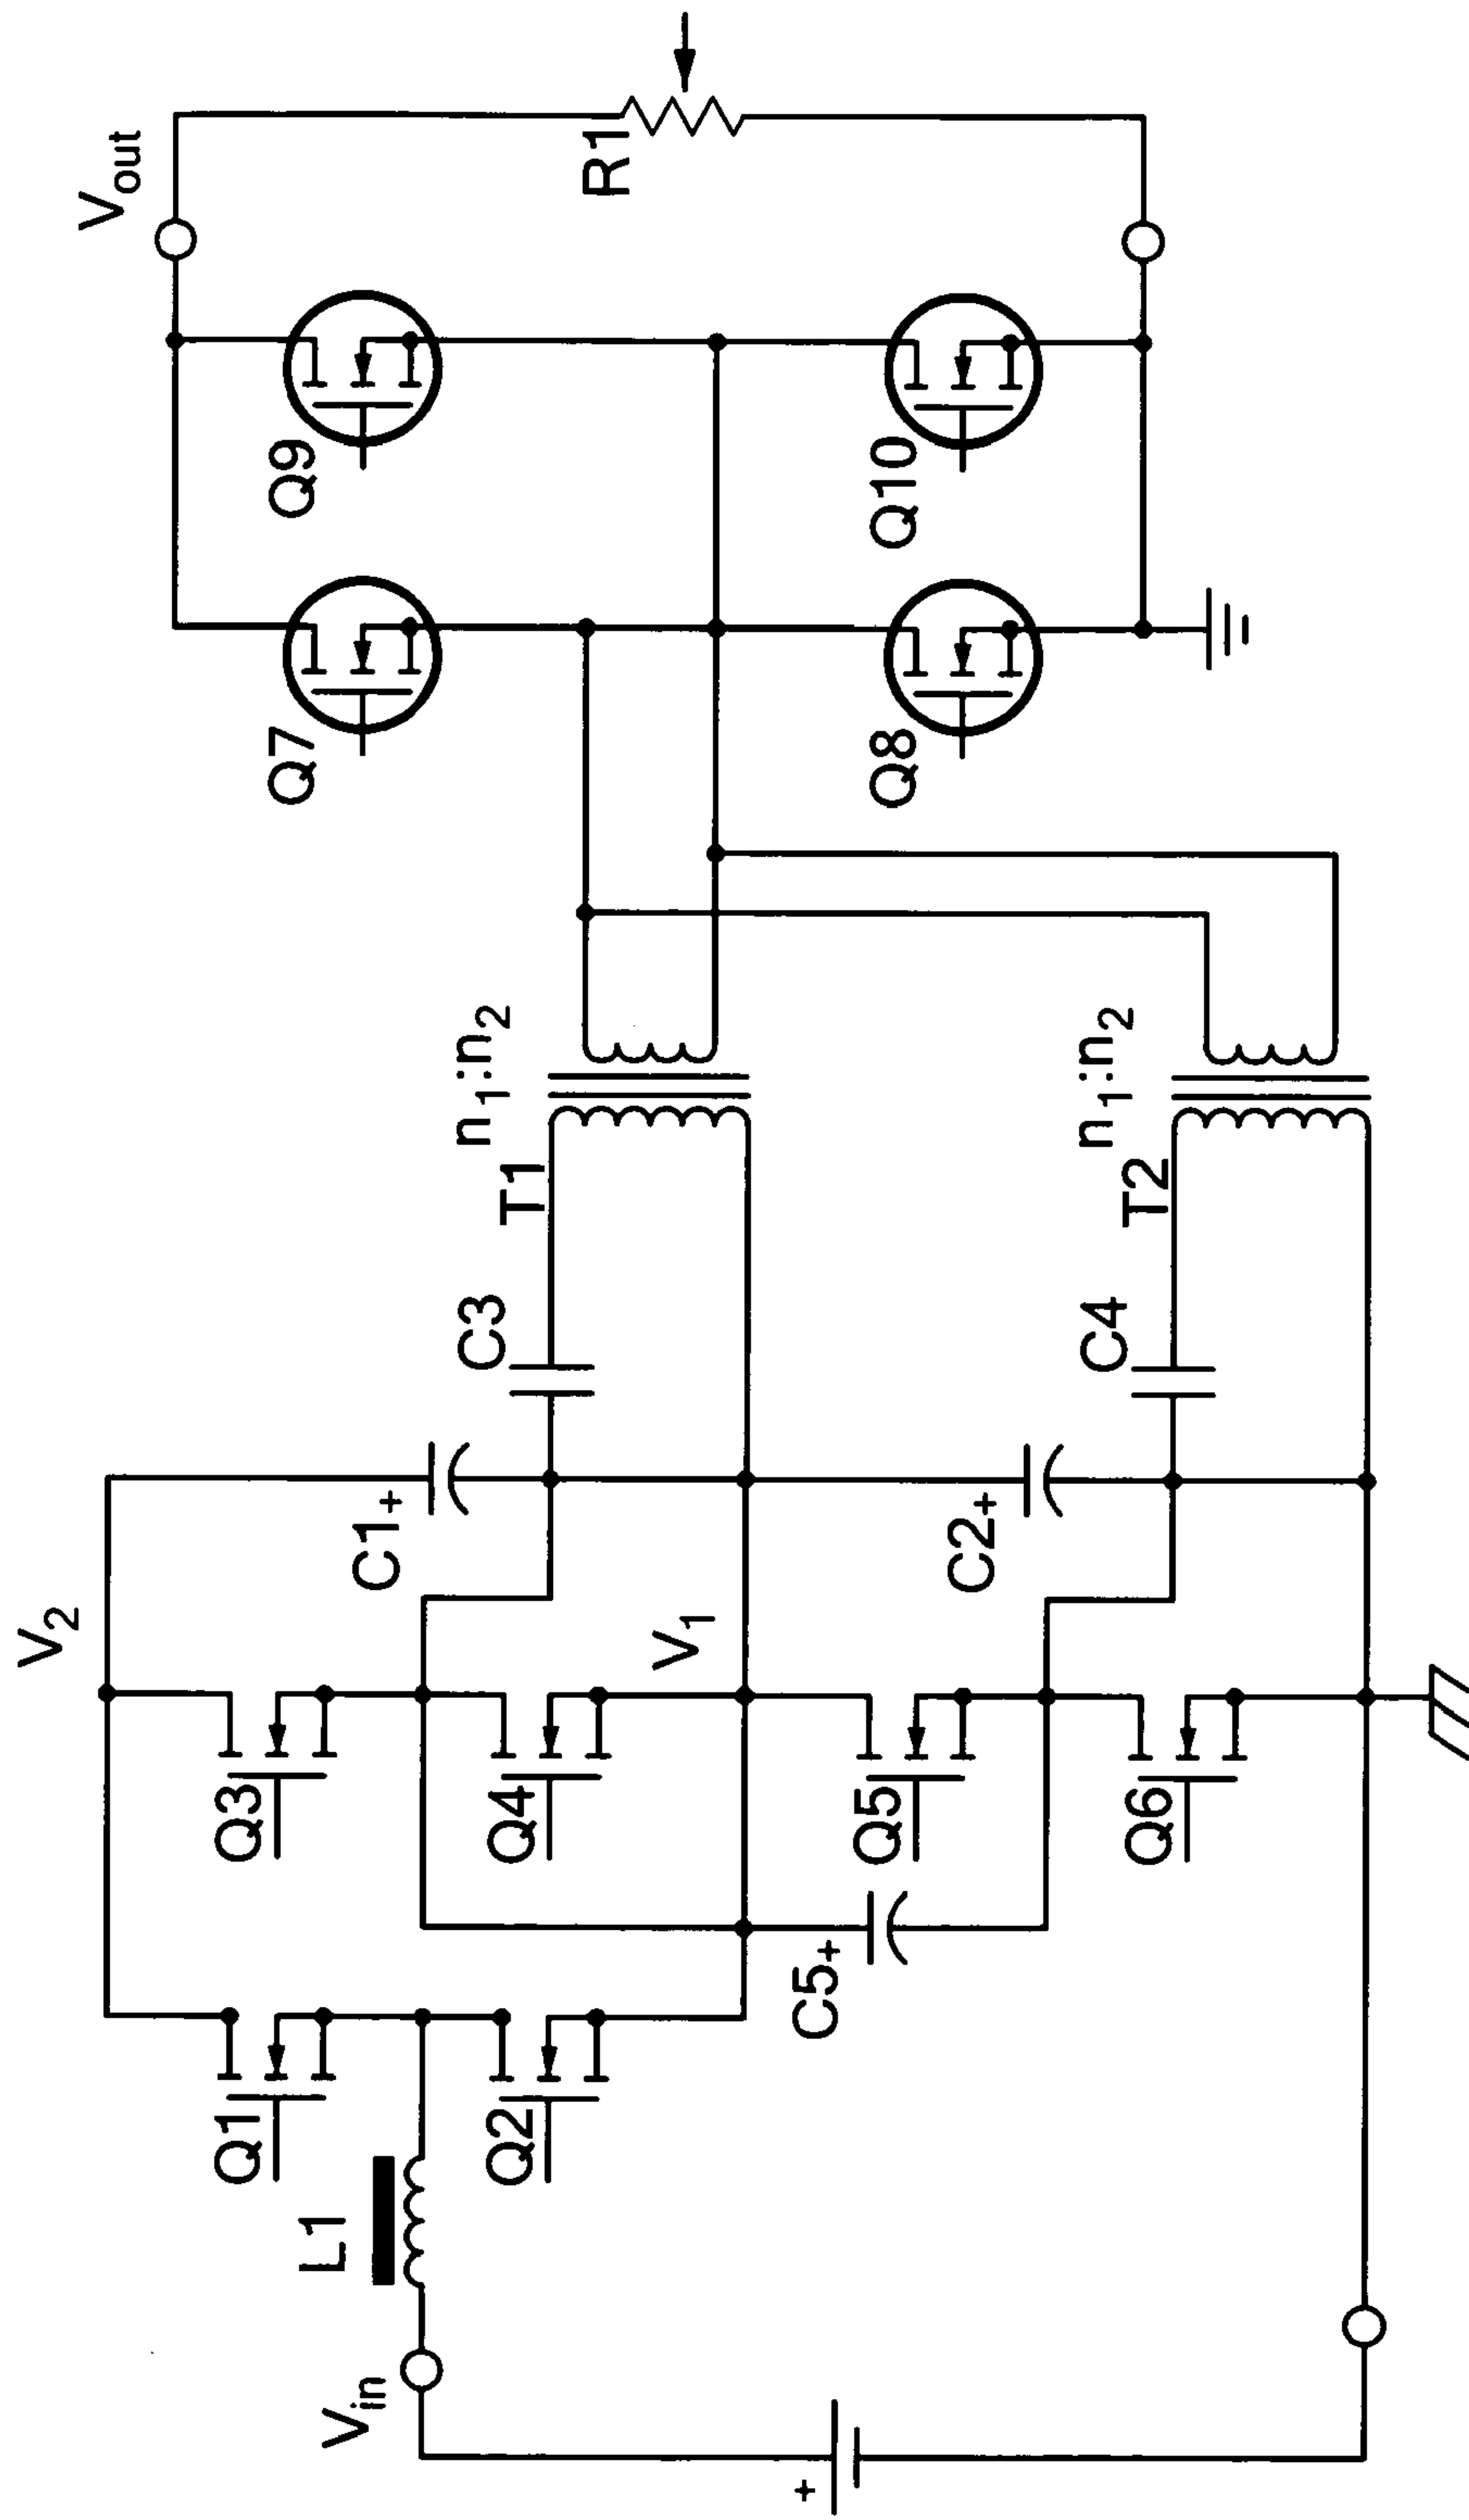 V2
Vout
Vin
L1
Q1
Q2
Q3
Q4
V1
Q5
Q6
C5+
C1+
C2+
C3
C4
T1
n1:n2
T2
n1:n2
Q7
Q8
Q9
Q10
R1
+